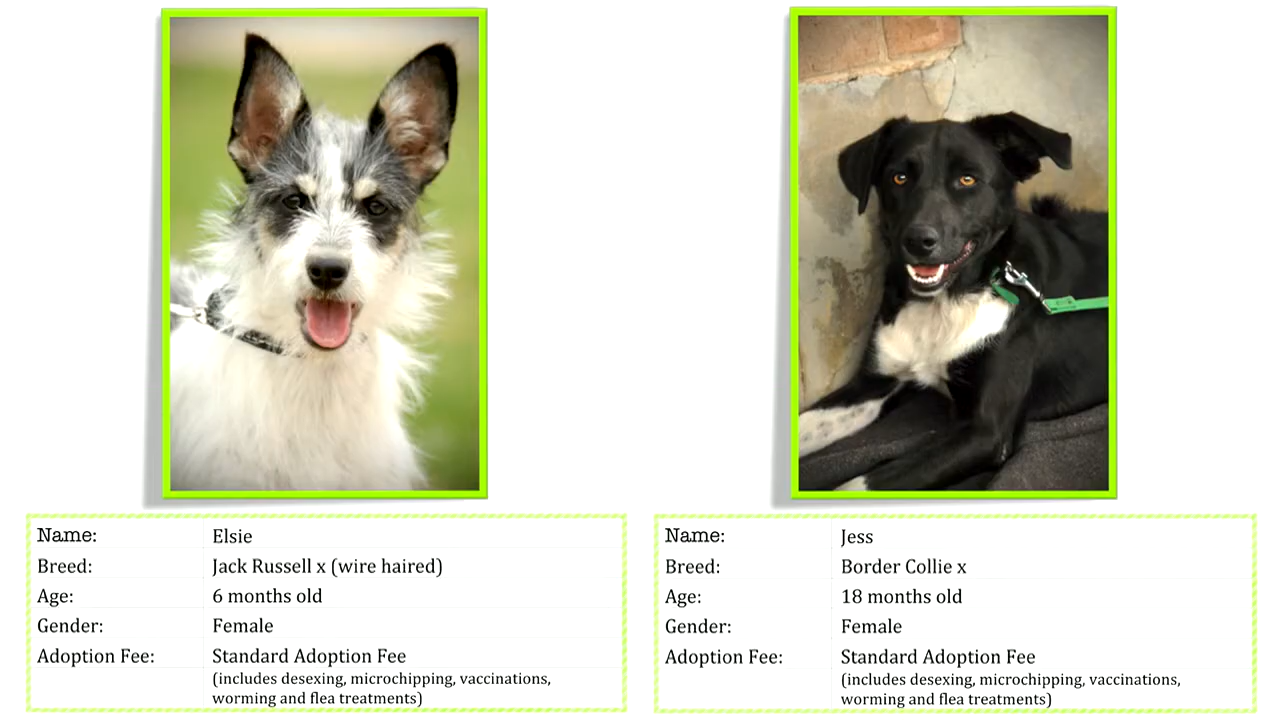 Name: Elsie
Breed: Jack Russell x (wire haired)
Age: 6 months old
Gender: Female
Adoption Fee: Standard Adoption Fee
(includes desexing, microchipping, vaccinations,
worming and flea treatments)
Name: Jess
Breed: Border Collie x
Age: 18 months old
Gender: Female
Adoption Fee: Standard Adoption Fee
(includes desexing, microchipping, vaccinations,
worming and flea treatments)